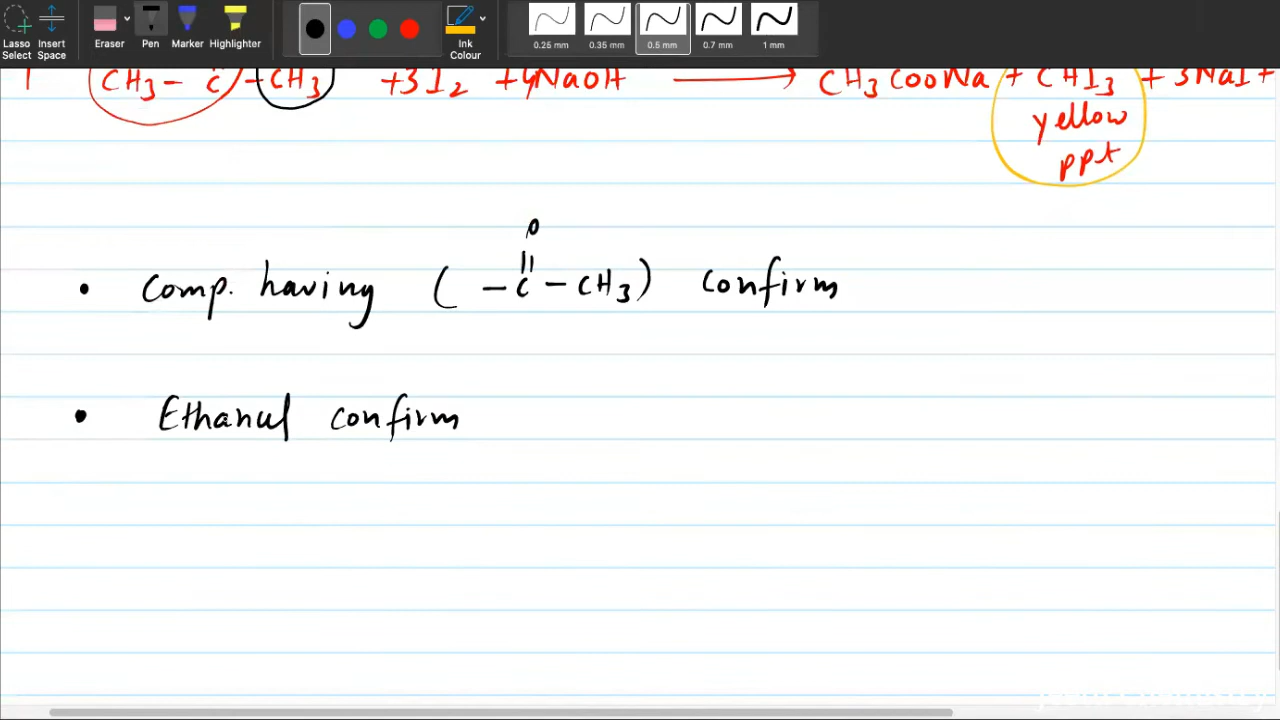 Lasso Select
Insert Space
Eraser
Pen
Marker
Highlighter
Ink Colour
0.25 mm
0.35 mm
0.5 mm
0.7 mm
1 mm
CH3 - C - CH3 + 3I2 + 4NaOH ⟶ CH3COONa + CHI3 + 3NaI +
yellow
ppt
O
||
• Comp. having ( - C - CH3 ) confirm
• Ethanol confirm